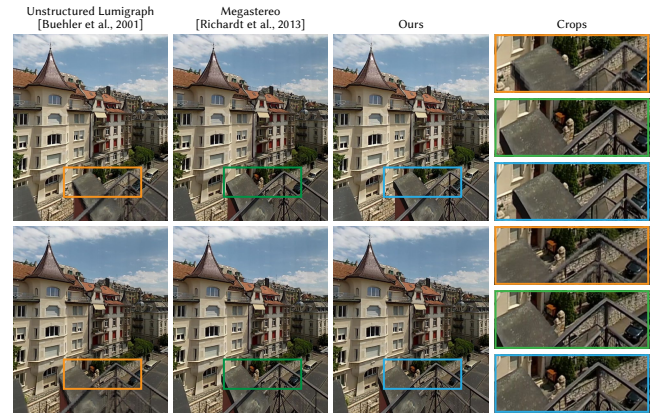 Unstructured Lumigraph
[Buehler et al., 2001]
Megastereo
[Richardt et al., 2013]
Ours
Crops